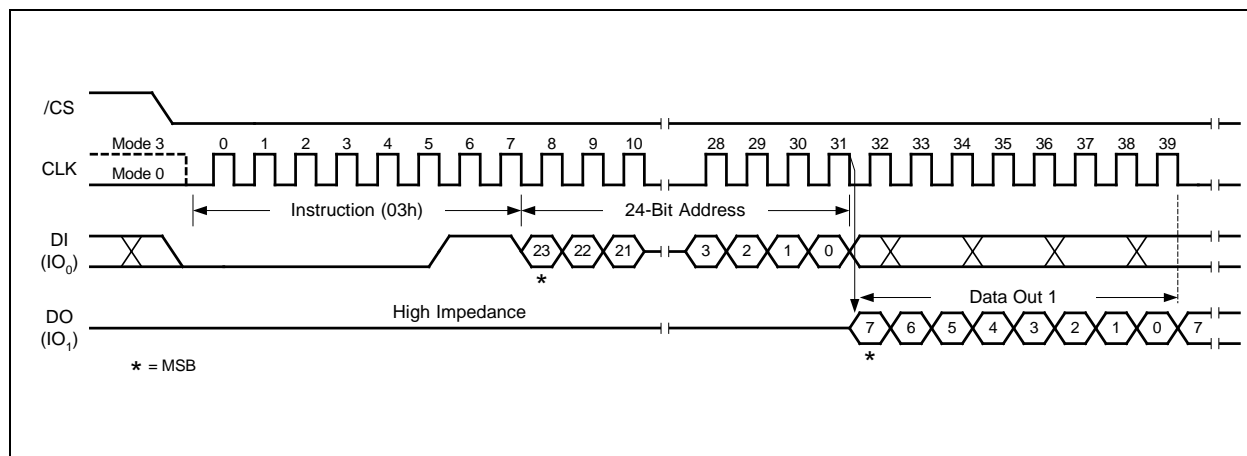 /CS
Mode 3 0 1 2 3 4 5 6 7 8 9 10 28 29 30 31 32 33 34 35 36 37 38 39
CLK Mode 0
Instruction (03h) 24-Bit Address
DI
(IO₀) 23 22 21 3 2 1 0
*
High Impedance Data Out 1
DO
(IO₁) 7 6 5 4 3 2 1 0 7
* = MSB *